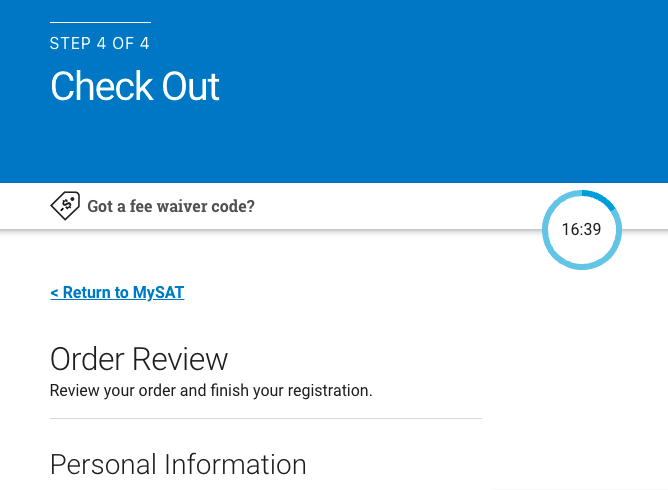 STEP 4 OF 4
Check Out
Got a fee waiver code?
16:39
< Return to MySAT
Order Review
Review your order and finish your registration.
Personal Information